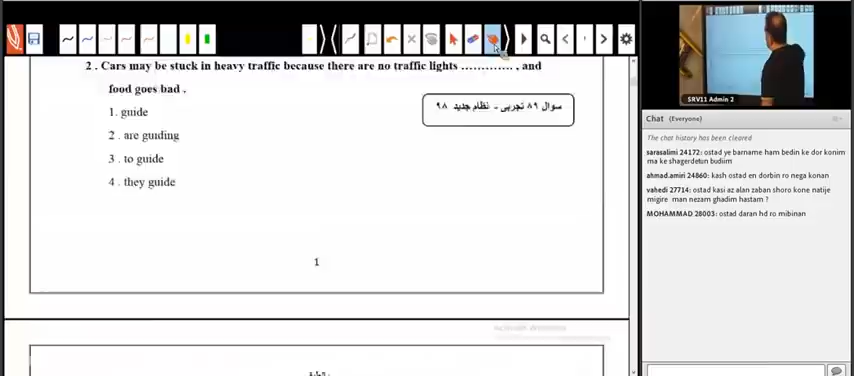 2 . Cars may be stuck in heavy traffic because there are no traffic lights ............. , and
food goes bad .
سوال ۸۹ تجربی - نظام جدید ۹۸
1. guide
2 . are guiding
3 . to guide
4 . they guide
1
SRV11 Admin 2
Chat (Everyone)
The chat history has been cleared
sarasalimi 24172: ostad ye barname ham bedin ke dor konim
ma ke shagerdetun budiim
ahmad.amiri 24860: kash ostad en dorbin ro nega konan
vahedi 27714: ostad kasi az alan zaban shoro kone natije
migire man nezam ghadim hastam ?
MOHAMMAD 28003: ostad daran hd ro mibinan